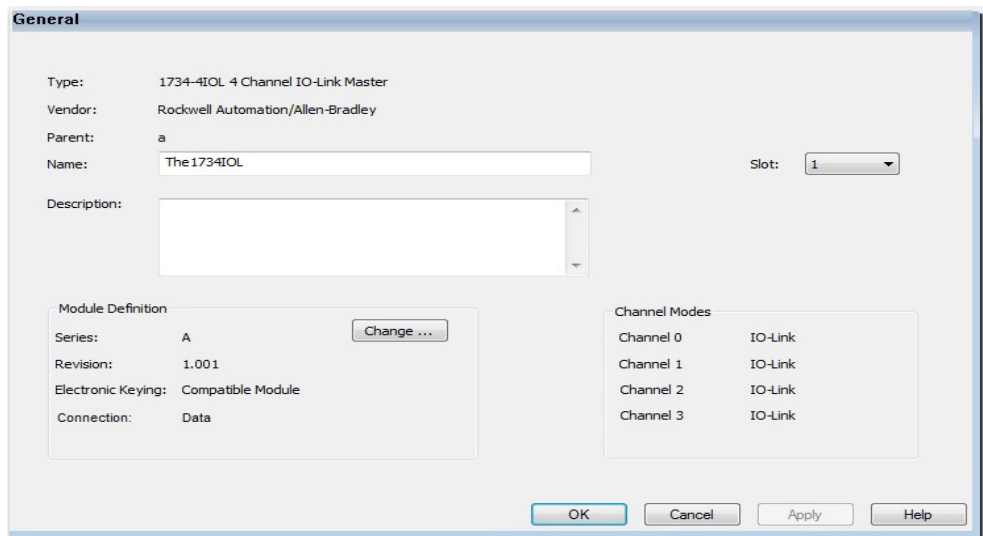 General
Type: 1734-4IOL 4 Channel IO-Link Master
Vendor: Rockwell Automation/Allen-Bradley
Parent: a
Name: The1734IOL Slot: 1
Description:
Module Definition
Series: A Change ...
Revision: 1.001
Electronic Keying: Compatible Module
Connection: Data
Channel Modes
Channel 0 IO-Link
Channel 1 IO-Link
Channel 2 IO-Link
Channel 3 IO-Link
OK Cancel Apply Help